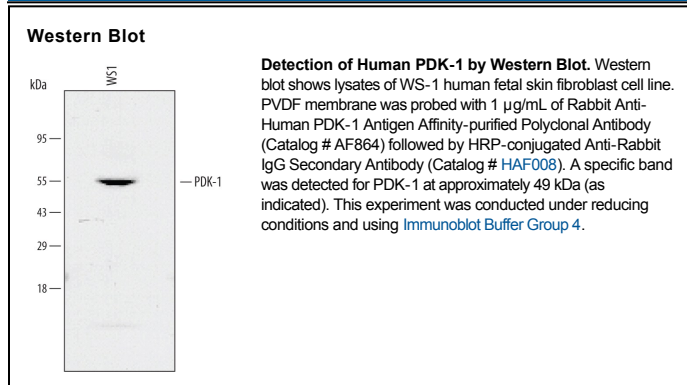 Western Blot
kDa
WS1
95
55
43
29
18
PDK-1
Detection of Human PDK-1 by Western Blot. Western
blot shows lysates of WS-1 human fetal skin fibroblast cell line.
PVDF membrane was probed with 1 µg/mL of Rabbit Anti-
Human PDK-1 Antigen Affinity-purified Polyclonal Antibody
(Catalog # AF864) followed by HRP-conjugated Anti-Rabbit
IgG Secondary Antibody (Catalog # HAF008). A specific band
was detected for PDK-1 at approximately 49 kDa (as
indicated). This experiment was conducted under reducing
conditions and using Immunoblot Buffer Group 4.